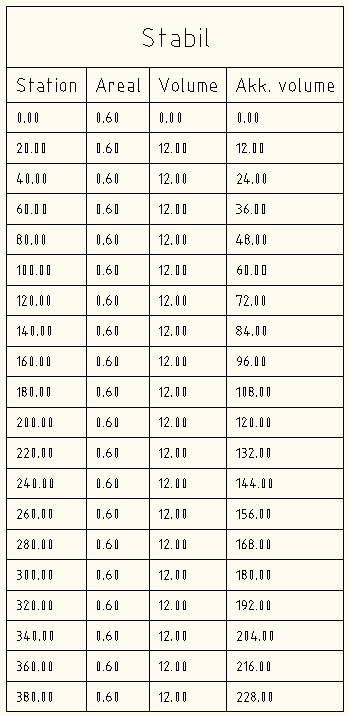 Stabil
Station Areal Volume Akk. volume
0.00 0.60 0.00 0.00
20.00 0.60 12.00 12.00
40.00 0.60 12.00 24.00
60.00 0.60 12.00 36.00
80.00 0.60 12.00 48.00
100.00 0.60 12.00 60.00
120.00 0.60 12.00 72.00
140.00 0.60 12.00 84.00
160.00 0.60 12.00 96.00
180.00 0.60 12.00 108.00
200.00 0.60 12.00 120.00
220.00 0.60 12.00 132.00
240.00 0.60 12.00 144.00
260.00 0.60 12.00 156.00
280.00 0.60 12.00 168.00
300.00 0.60 12.00 180.00
320.00 0.60 12.00 192.00
340.00 0.60 12.00 204.00
360.00 0.60 12.00 216.00
380.00 0.60 12.00 228.00